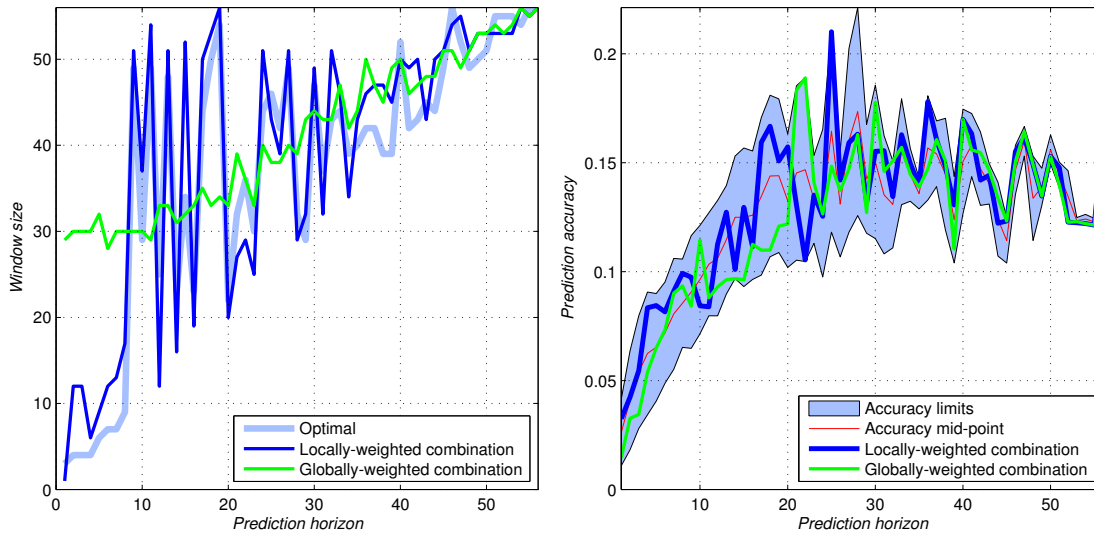 50
40
30
20
10
0
0
10
20
30
40
50
Window size
Prediction horizon
Optimal
Locally-weighted combination
Globally-weighted combination
0.2
0.15
0.1
0.05
0
10
20
30
40
50
Prediction accuracy
Prediction horizon
Accuracy limits
Accuracy mid-point
Locally-weighted combination
Globally-weighted combination